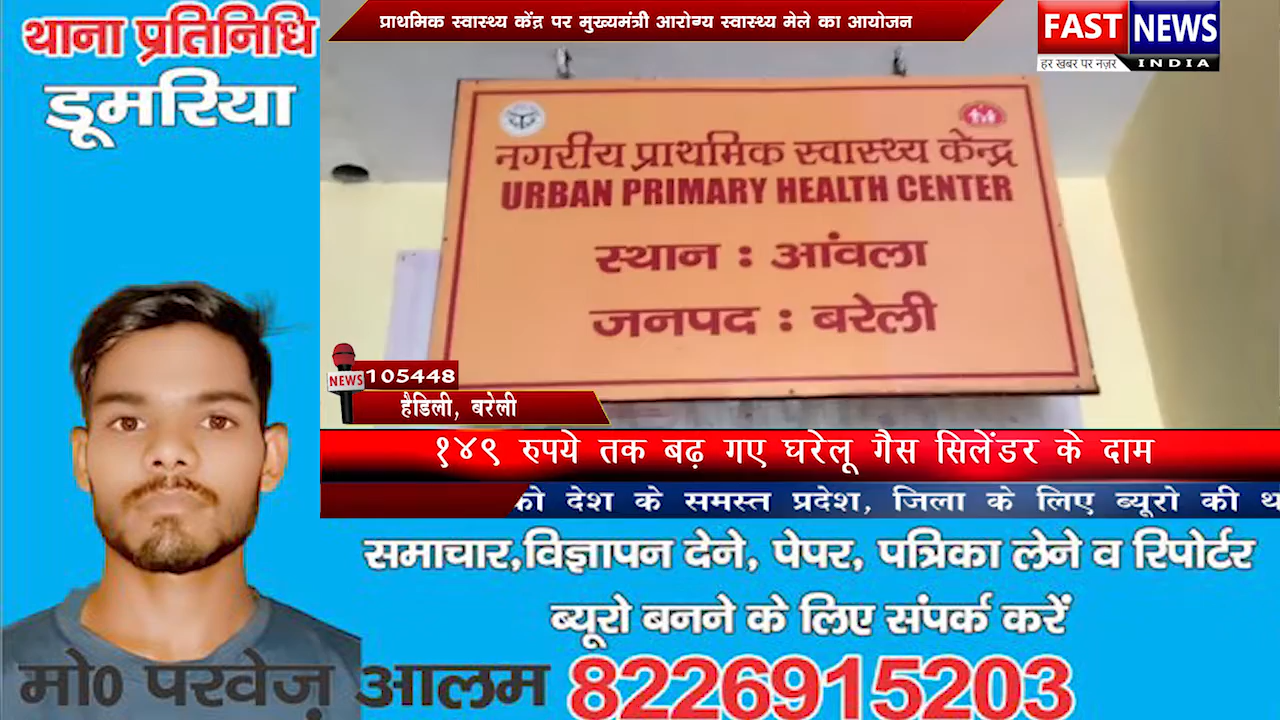 थाना प्रतिनिधि
डूमरिया
प्राथमिक स्वास्थ्य केंद्र पर मुख्यमंत्री आरोग्य स्वास्थ्य मेले का आयोजन
FAST NEWS
हर खबर पर नज़र INDIA
नगरीय प्राथमिक स्वास्थ्य केन्द्र
URBAN PRIMARY HEALTH CENTER
स्थान : आंवला
जनपद : बरेली
NEWS 105448
हैडिली, बरेली
१४९ रुपये तक बढ़ गए घरेलू गैस सिलेंडर के दाम
को देश के समस्त प्रदेश, जिला के लिए ब्यूरो की
समाचार,विज्ञापन देने, पेपर, पत्रिका लेने व रिपोर्टर
ब्यूरो बनने के लिए संपर्क करें
मो0 परवेज़ आलम 8226915203